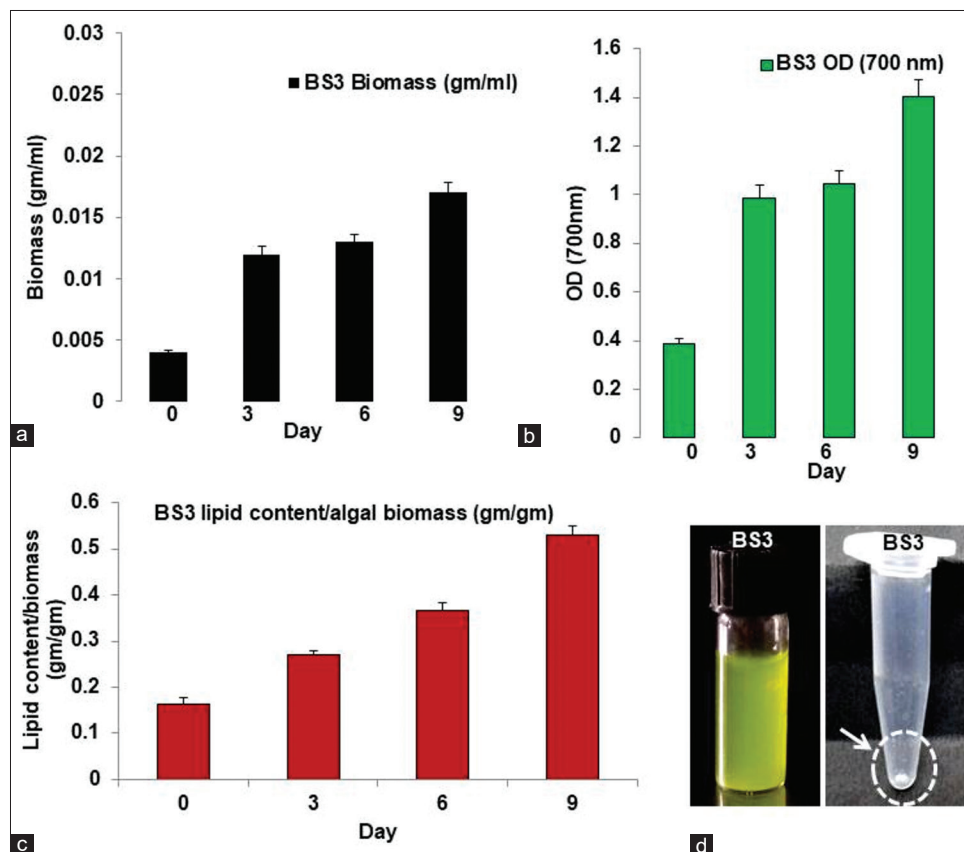 0.03
0.025
0.02
0.015
0.01
0.005
0
Biomass (gm/ml)
BS3 Biomass (gm/ml)
0 3 6 9
Day
a
1.6
1.4
1.2
1
0.8
0.6
0.4
0.2
0
OD (700nm)
BS3 OD (700 nm)
0 3 6 9
Day
b
0.6
0.5
0.4
0.3
0.2
0.1
0
Lipid content/biomass
(gm/gm)
BS3 lipid content/algal biomass (gm/gm)
0 3 6 9
Day
c
BS3
BS3
d